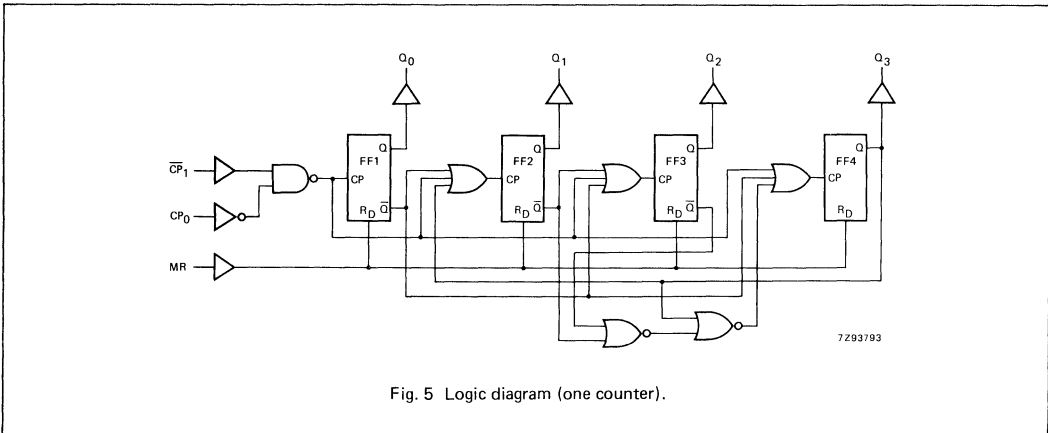 Q0 Q1 Q2 Q3
Q Q Q Q
FF1 FF2 FF3 FF4
C̅P̅1
CP CP CP CP
RD Q̅ RD Q̅ RD Q̅ RD
CP0
MR
7Z93793
Fig. 5 Logic diagram (one counter).